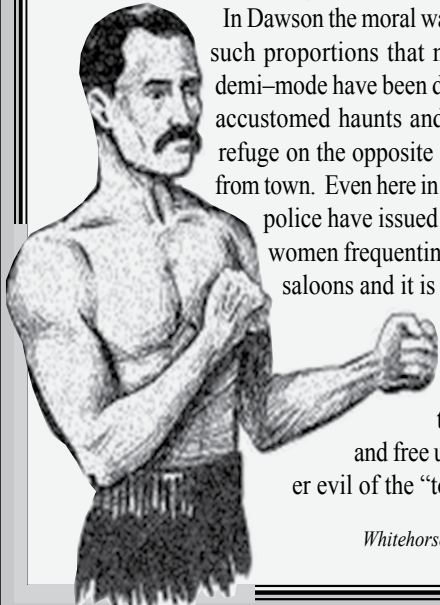 In Dawson the moral wa
such proportions that
demi–mode have been d
accustomed haunts and
refuge on the opposite
from town. Even here in
police have issued
women frequentin
saloons and it is
t
and free u
er evil of the “to
Whitehorse